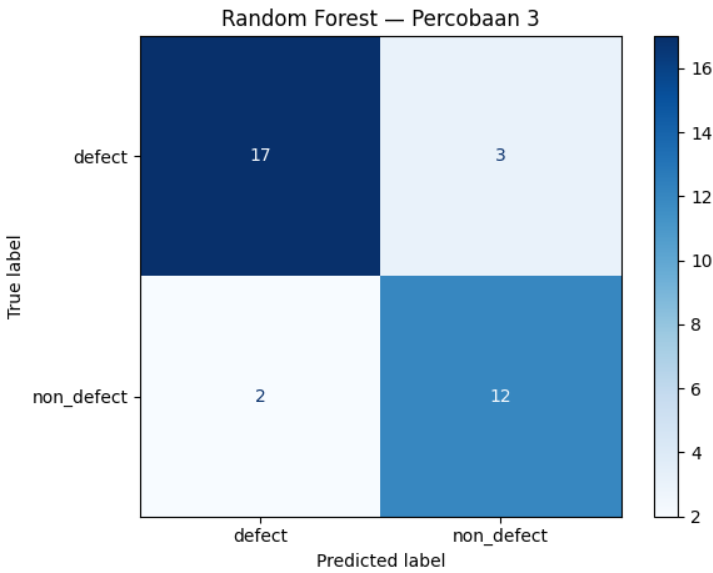 Random Forest — Percobaan 3
True label
defect
17
3
non_defect
2
12
defect
non_defect
Predicted label
16
14
12
10
8
6
4
2